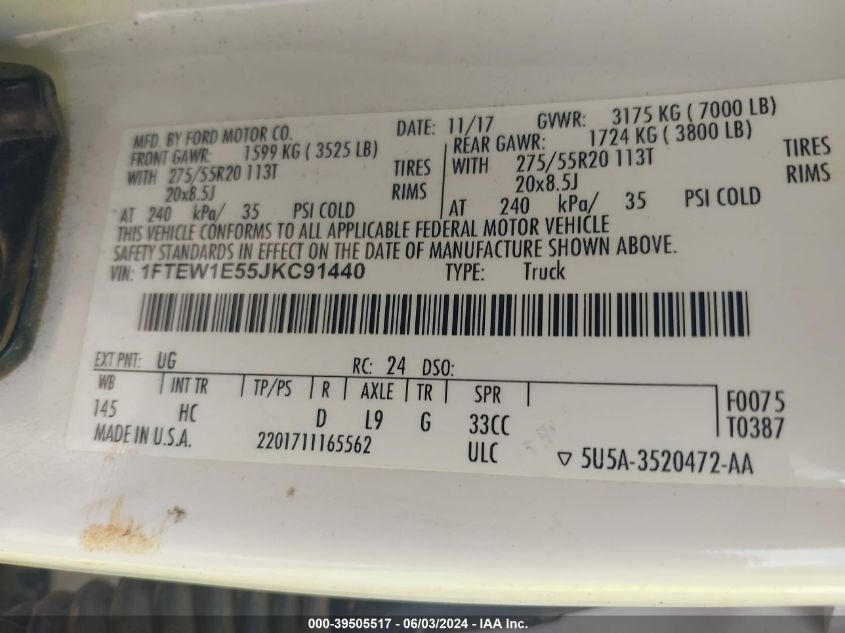 MFD. BY FORD MOTOR CO. DATE: 11/17 GVWR: 3175 KG ( 7000 LB)
FRONT GAWR: 1599 KG ( 3525 LB) REAR GAWR: 1724 KG ( 3800 LB)
WITH 275/55R20 113T TIRES WITH 275/55R20 113T TIRES
20x8.5J RIMS 20x8.5J RIMS
AT 240 kPa/ 35 PSI COLD AT 240 kPa/ 35 PSI COLD
THIS VEHICLE CONFORMS TO ALL APPLICABLE FEDERAL MOTOR VEHICLE
SAFETY STANDARDS IN EFFECT ON THE DATE OF MANUFACTURE SHOWN ABOVE.
VIN: 1FTEW1E55JKC91440 TYPE: Truck
EXT PNT: UG RC: 24 DSO:
WB INT TR TP/PS R AXLE TR SPR F0075
145 HC D L9 G 33CC T0387
MADE IN U.S.A. 2201711165562 ULC ▽ 5U5A-3520472-AA
000-39505517 - 06/03/2024 - IAA Inc.